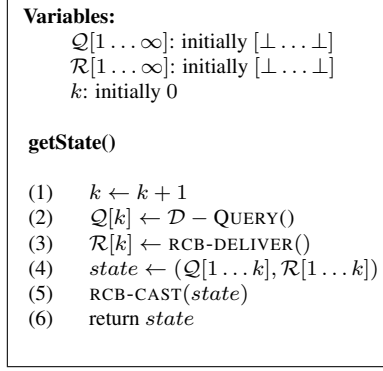 Variables:
𝒬[1 … ∞]: initially [⊥ … ⊥]
ℛ[1 … ∞]: initially [⊥ … ⊥]
k: initially 0
getState()
(1) k ← k + 1
(2) 𝒬[k] ← 𝒟 − QUERY()
(3) ℛ[k] ← RCB-DELIVER()
(4) state ← (𝒬[1 … k], ℛ[1 … k])
(5) RCB-CAST(state)
(6) return state